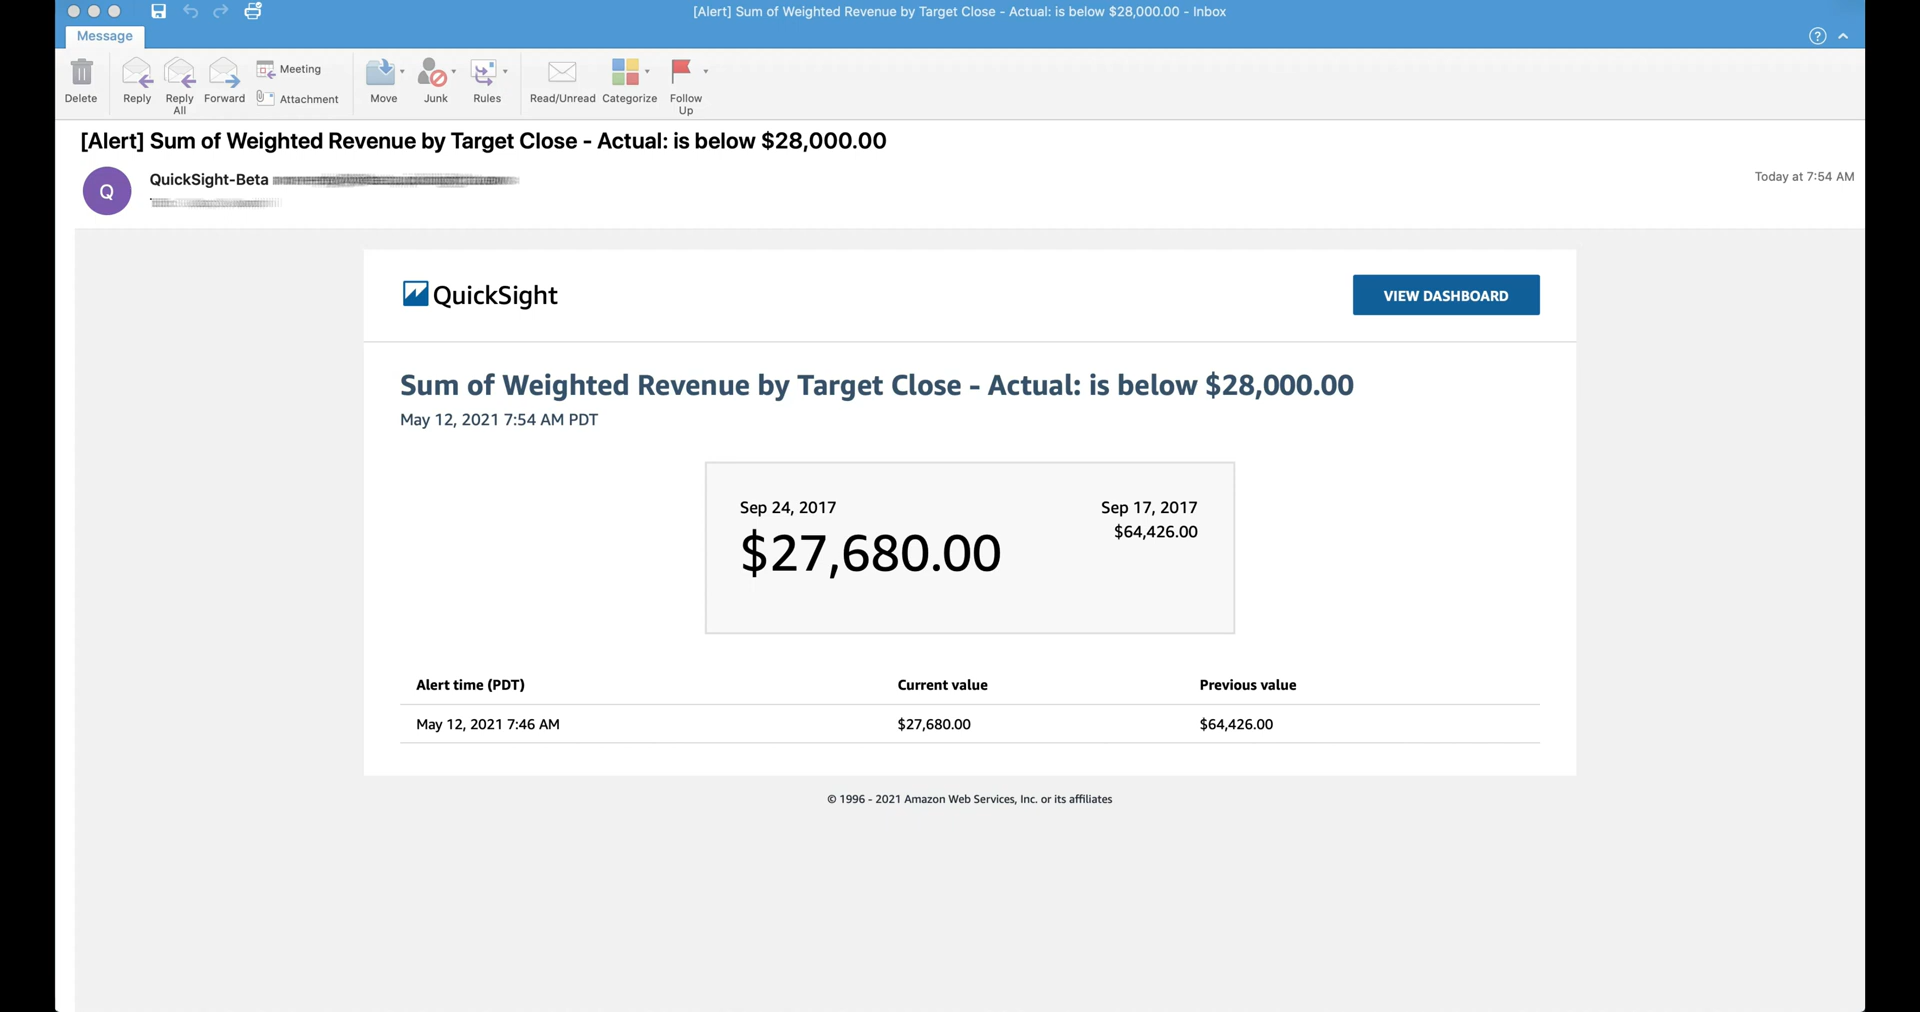 [Alert] Sum of Weighted Revenue by Target Close - Actual: is below $28,000.00 - Inbox
Message
?
Delete
Reply
Reply All
Forward
Meeting
Attachment
Move
Junk
Rules
Read/Unread
Categorize
Follow Up
[Alert] Sum of Weighted Revenue by Target Close - Actual: is below $28,000.00
Q
QuickSight-Beta
Today at 7:54 AM
QuickSight
VIEW DASHBOARD
Sum of Weighted Revenue by Target Close - Actual: is below $28,000.00
May 12, 2021 7:54 AM PDT
Sep 24, 2017 Sep 17, 2017
$27,680.00 $64,426.00
Alert time (PDT) Current value Previous value
May 12, 2021 7:46 AM $27,680.00 $64,426.00
© 1996 - 2021 Amazon Web Services, Inc. or its affiliates